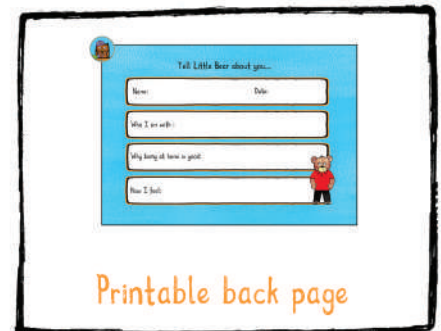 Tell Little Bear about you...
Name: Date:
Who I am with:
Why being at home is good:
How I feel:
Printable back page